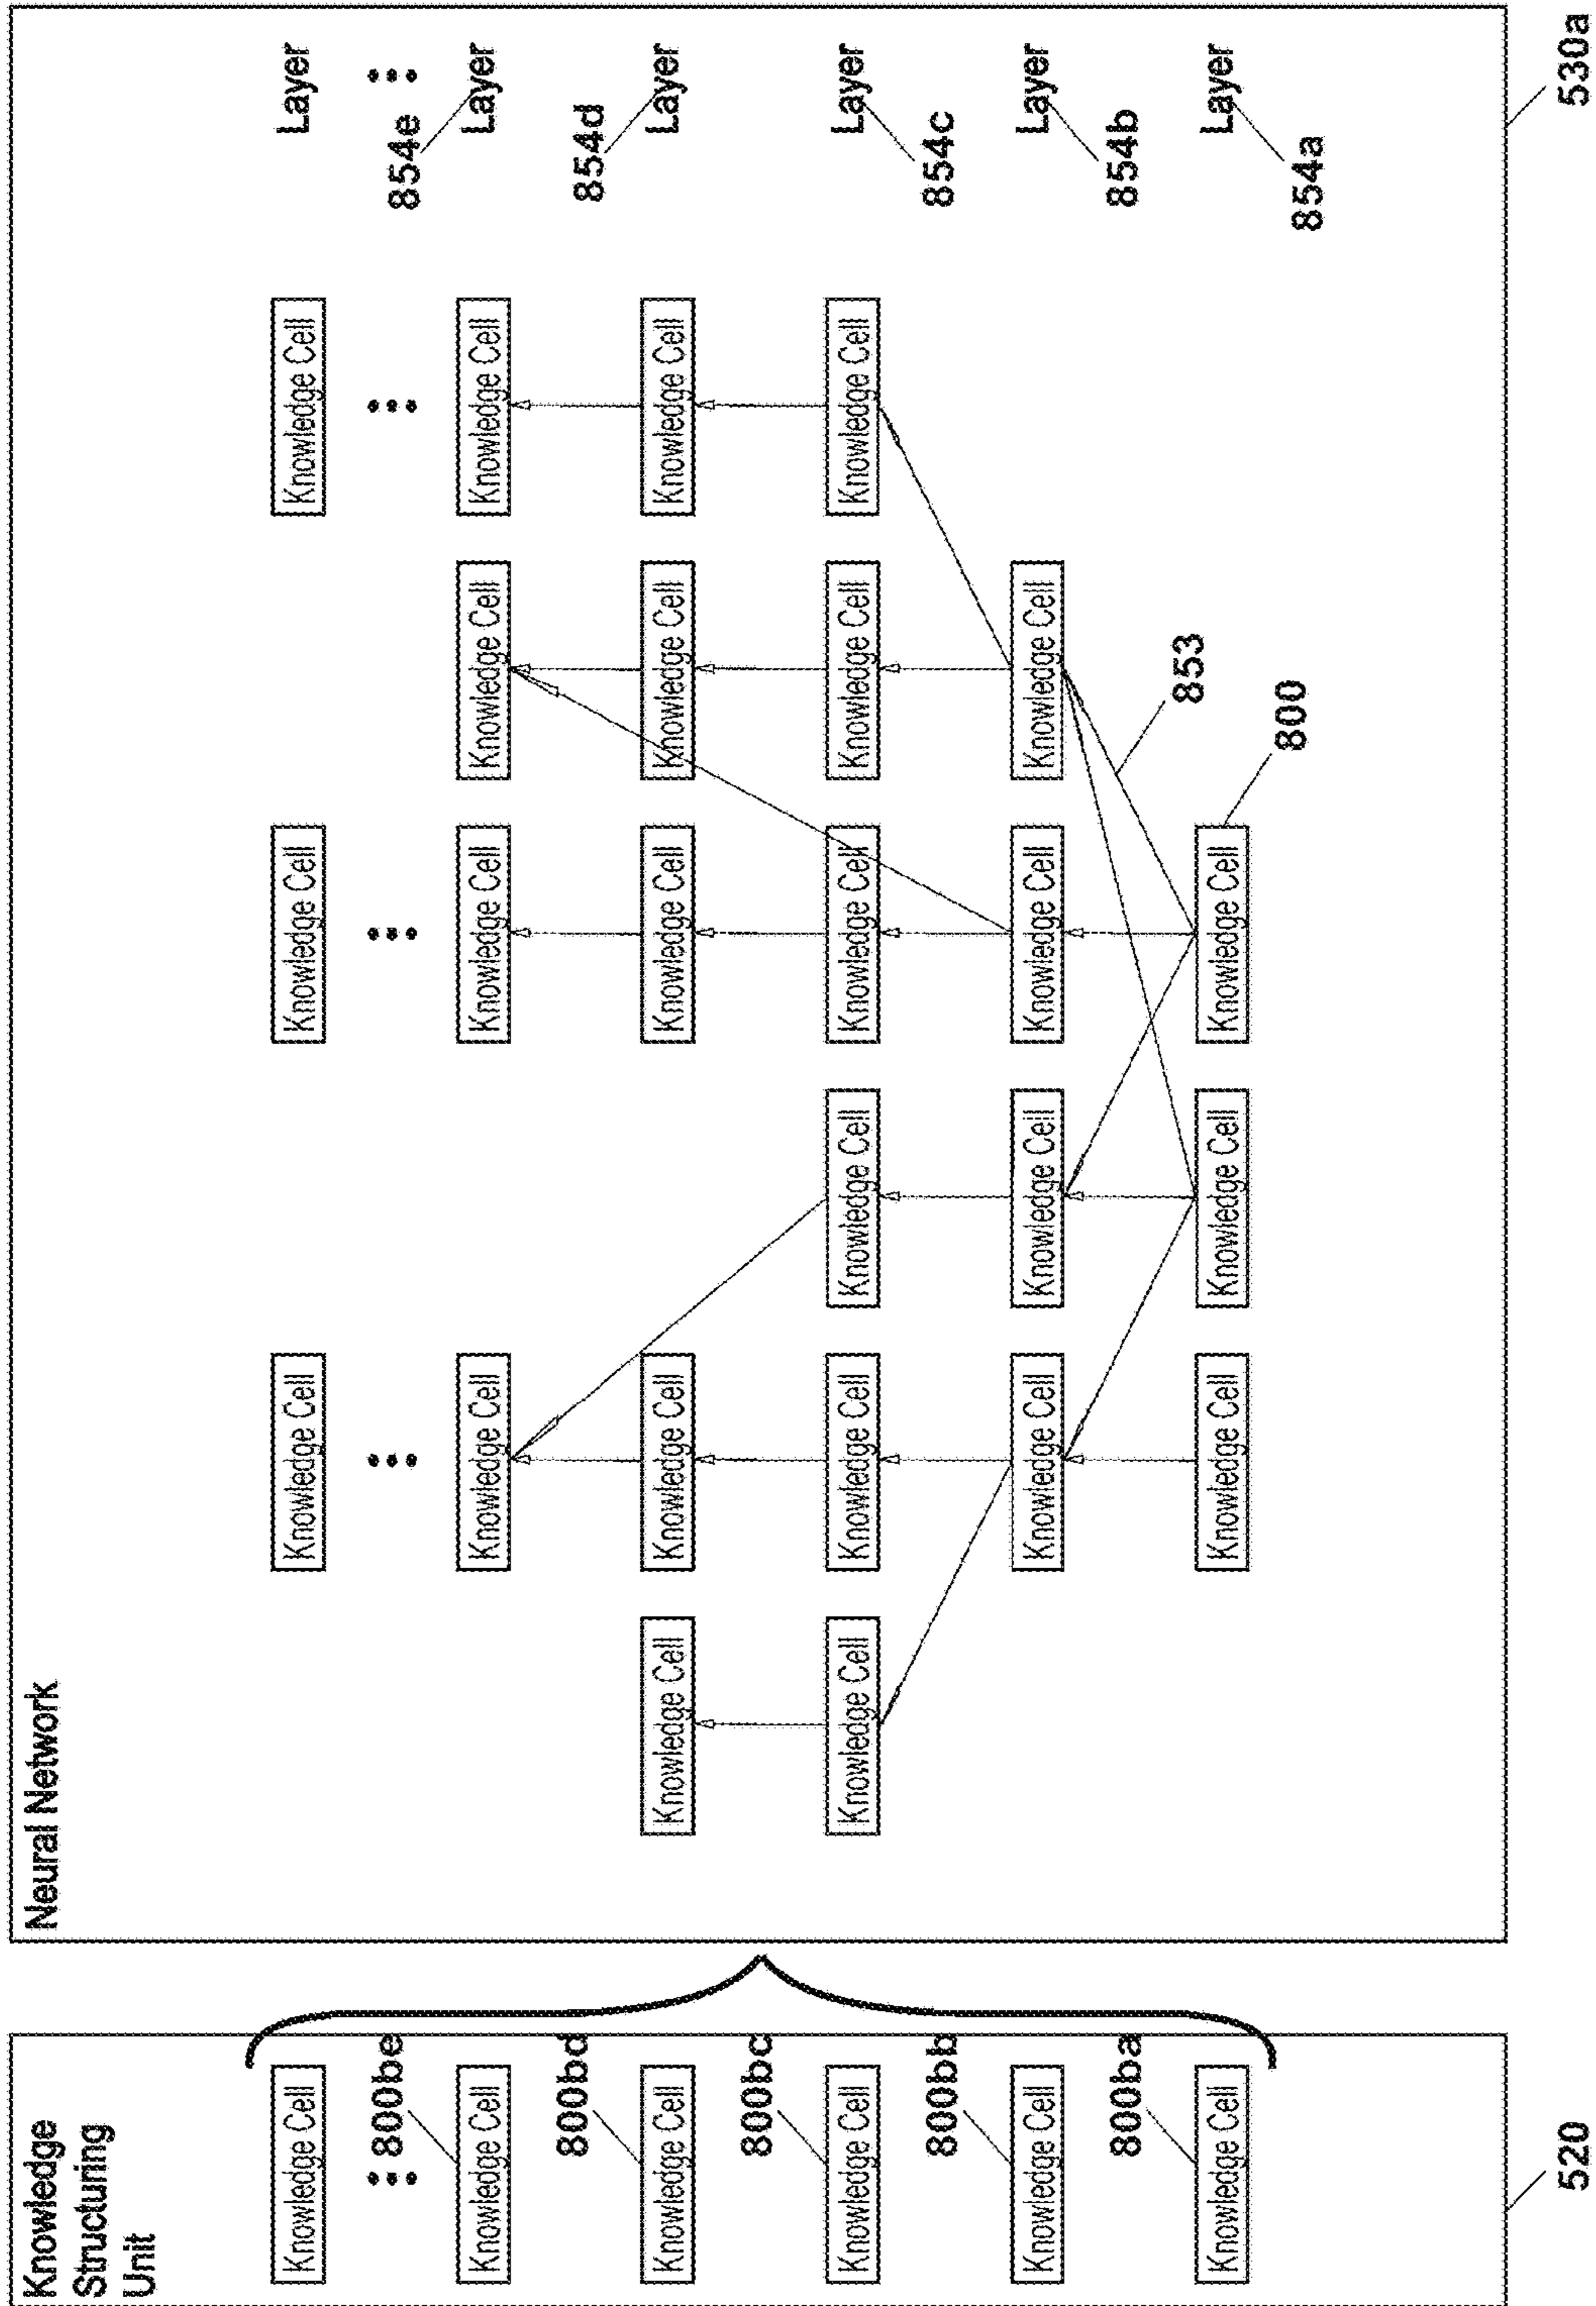 Knowledge
Structuring
Unit
Neural Network
Knowledge Cell
Knowledge Cell
Knowledge Cell
Knowledge Cell
Layer
...
800be
...
...
...
854e
...
Knowledge Cell
Knowledge Cell
Knowledge Cell
Knowledge Cell
Knowledge Cell
Layer
800bd
854d
Knowledge Cell
Knowledge Cell
Knowledge Cell
Knowledge Cell
Knowledge Cell
Knowledge Cell
Layer
800bc
Knowledge Cell
Knowledge Cell
Knowledge Cell
Knowledge Cell
Knowledge Cell
Knowledge Cell
Knowledge Cell
Layer
800bb
854c
Knowledge Cell
Knowledge Cell
Knowledge Cell
Knowledge Cell
Knowledge Cell
Layer
800ba
854b
853
Knowledge Cell
Knowledge Cell
Knowledge Cell
Knowledge Cell
Layer
800
854a
520
530a